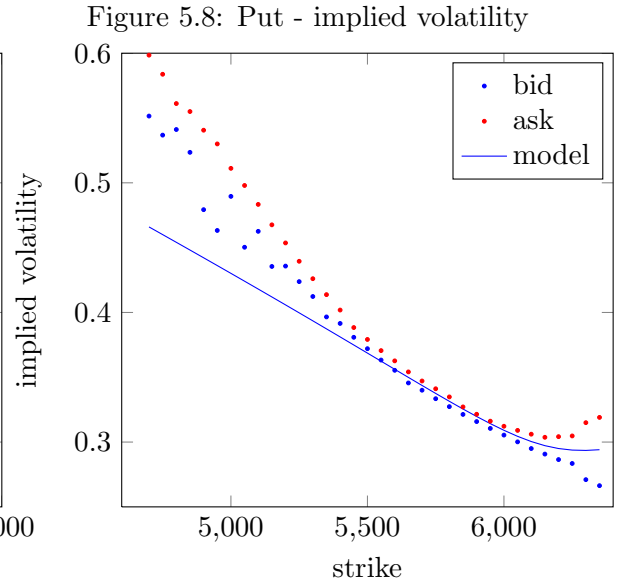 Figure 5.8: Put - implied volatility
0.6
0.5
0.4
0.3
implied volatility
bid
ask
model
000
5,000
5,500
6,000
strike